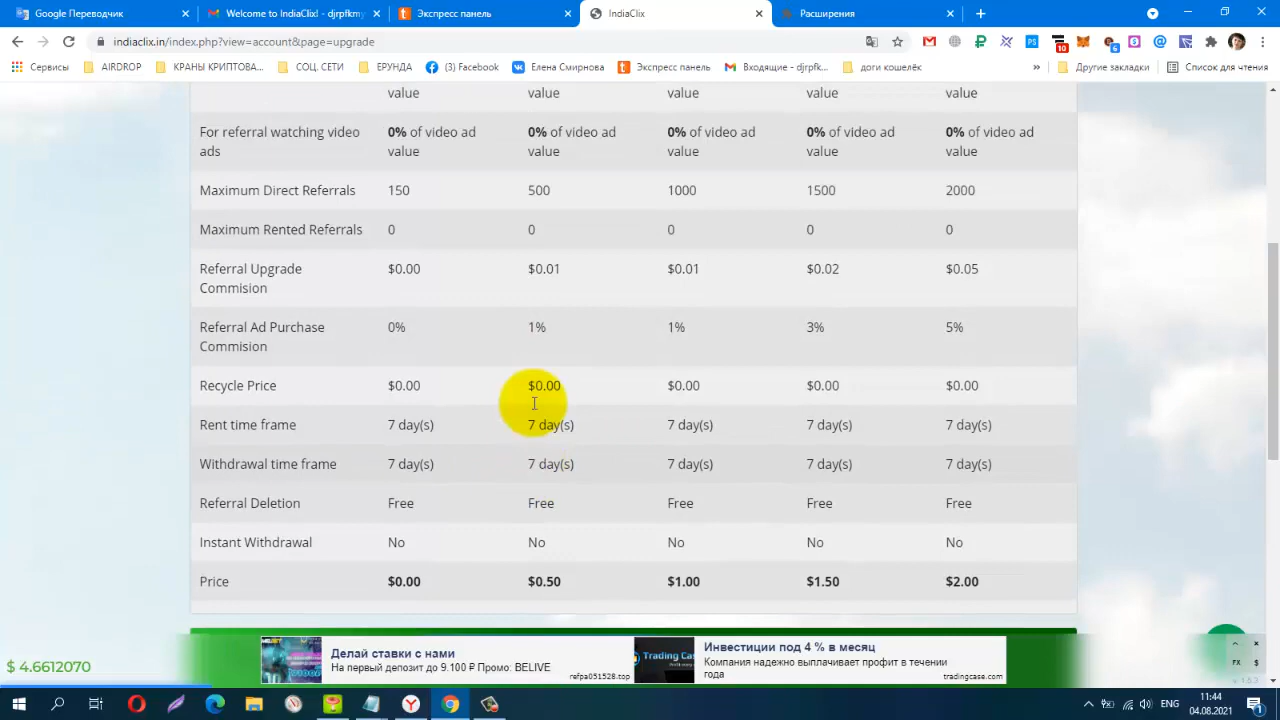 Google Переводчик
Welcome to IndiaClix! - djrpfkmy
Экспресс панель
IndiaClix
Расширения
indiaclix.in/index.php?view=account&page=upgrade
10
6
Сервисы
AIRDROP
КРАНЫ КРИПТОВА...
СОЦ. СЕТИ
ЕРУНДА
(3) Facebook
Елена Смирнова
Экспресс панель
Входящие - djrpfk...
доги кошелёк
»
Другие закладки
Список для чтения
value value value value value
For referral watching video ads 0% of video ad value 0% of video ad value 0% of video ad value 0% of video ad value 0% of video ad value
Maximum Direct Referrals 150 500 1000 1500 2000
Maximum Rented Referrals 0 0 0 0 0
Referral Upgrade Commision $0.00 $0.01 $0.01 $0.02 $0.05
Referral Ad Purchase Commision 0% 1% 1% 3% 5%
Recycle Price $0.00 $0.00 $0.00 $0.00 $0.00
Rent time frame 7 day(s) 7 day(s) 7 day(s) 7 day(s) 7 day(s)
Withdrawal time frame 7 day(s) 7 day(s) 7 day(s) 7 day(s) 7 day(s)
Referral Deletion Free Free Free Free Free
Instant Withdrawal No No No No No
Price $0.00 $0.50 $1.00 $1.50 $2.00
$ 4.6612070
Делай ставки с нами
На первый депозит до 9.100 ₽ Промо: BELIVE
refpa051528.top
Trading Cas
Инвестиции под 4 % в месяц
Компания надежно выплачивает профит в течении
года
tradingcase.com
FX $
ENG
11:44
04.08.2021